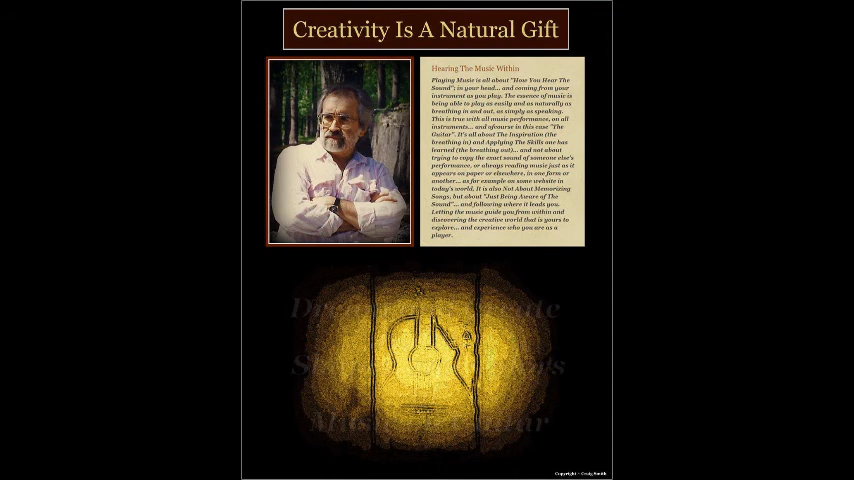 Creativity Is A Natural Gift
Hearing The Music Within
Playing Music is all about "How You Hear The
Sound"; in your head... and coming from your
instrument as you play. The essence of music is
being able to play as easily and as naturally as
breathing in and out, as simply as speaking.
This is true with all music performance, on all
instruments... and afcourse in this case "The
Guitar". It's all about The Inspiration (the
breathing in) and Applying The Skills one has
learned (the breathing out)... and not about
trying to copy the exact sound of someone else's
performance, or always reading music just as it
appears on paper or elsewhere, in one form or
another... as for example on some website in
today's world. It is also Not About Memorizing
Songs, but about "Just Being Aware of The
Sound"... and following where it leads you.
Letting the music guide you from within and
discovering the creative world that is yours to
explore... and experience who you are as a
player.
Copyright - Craig Smith